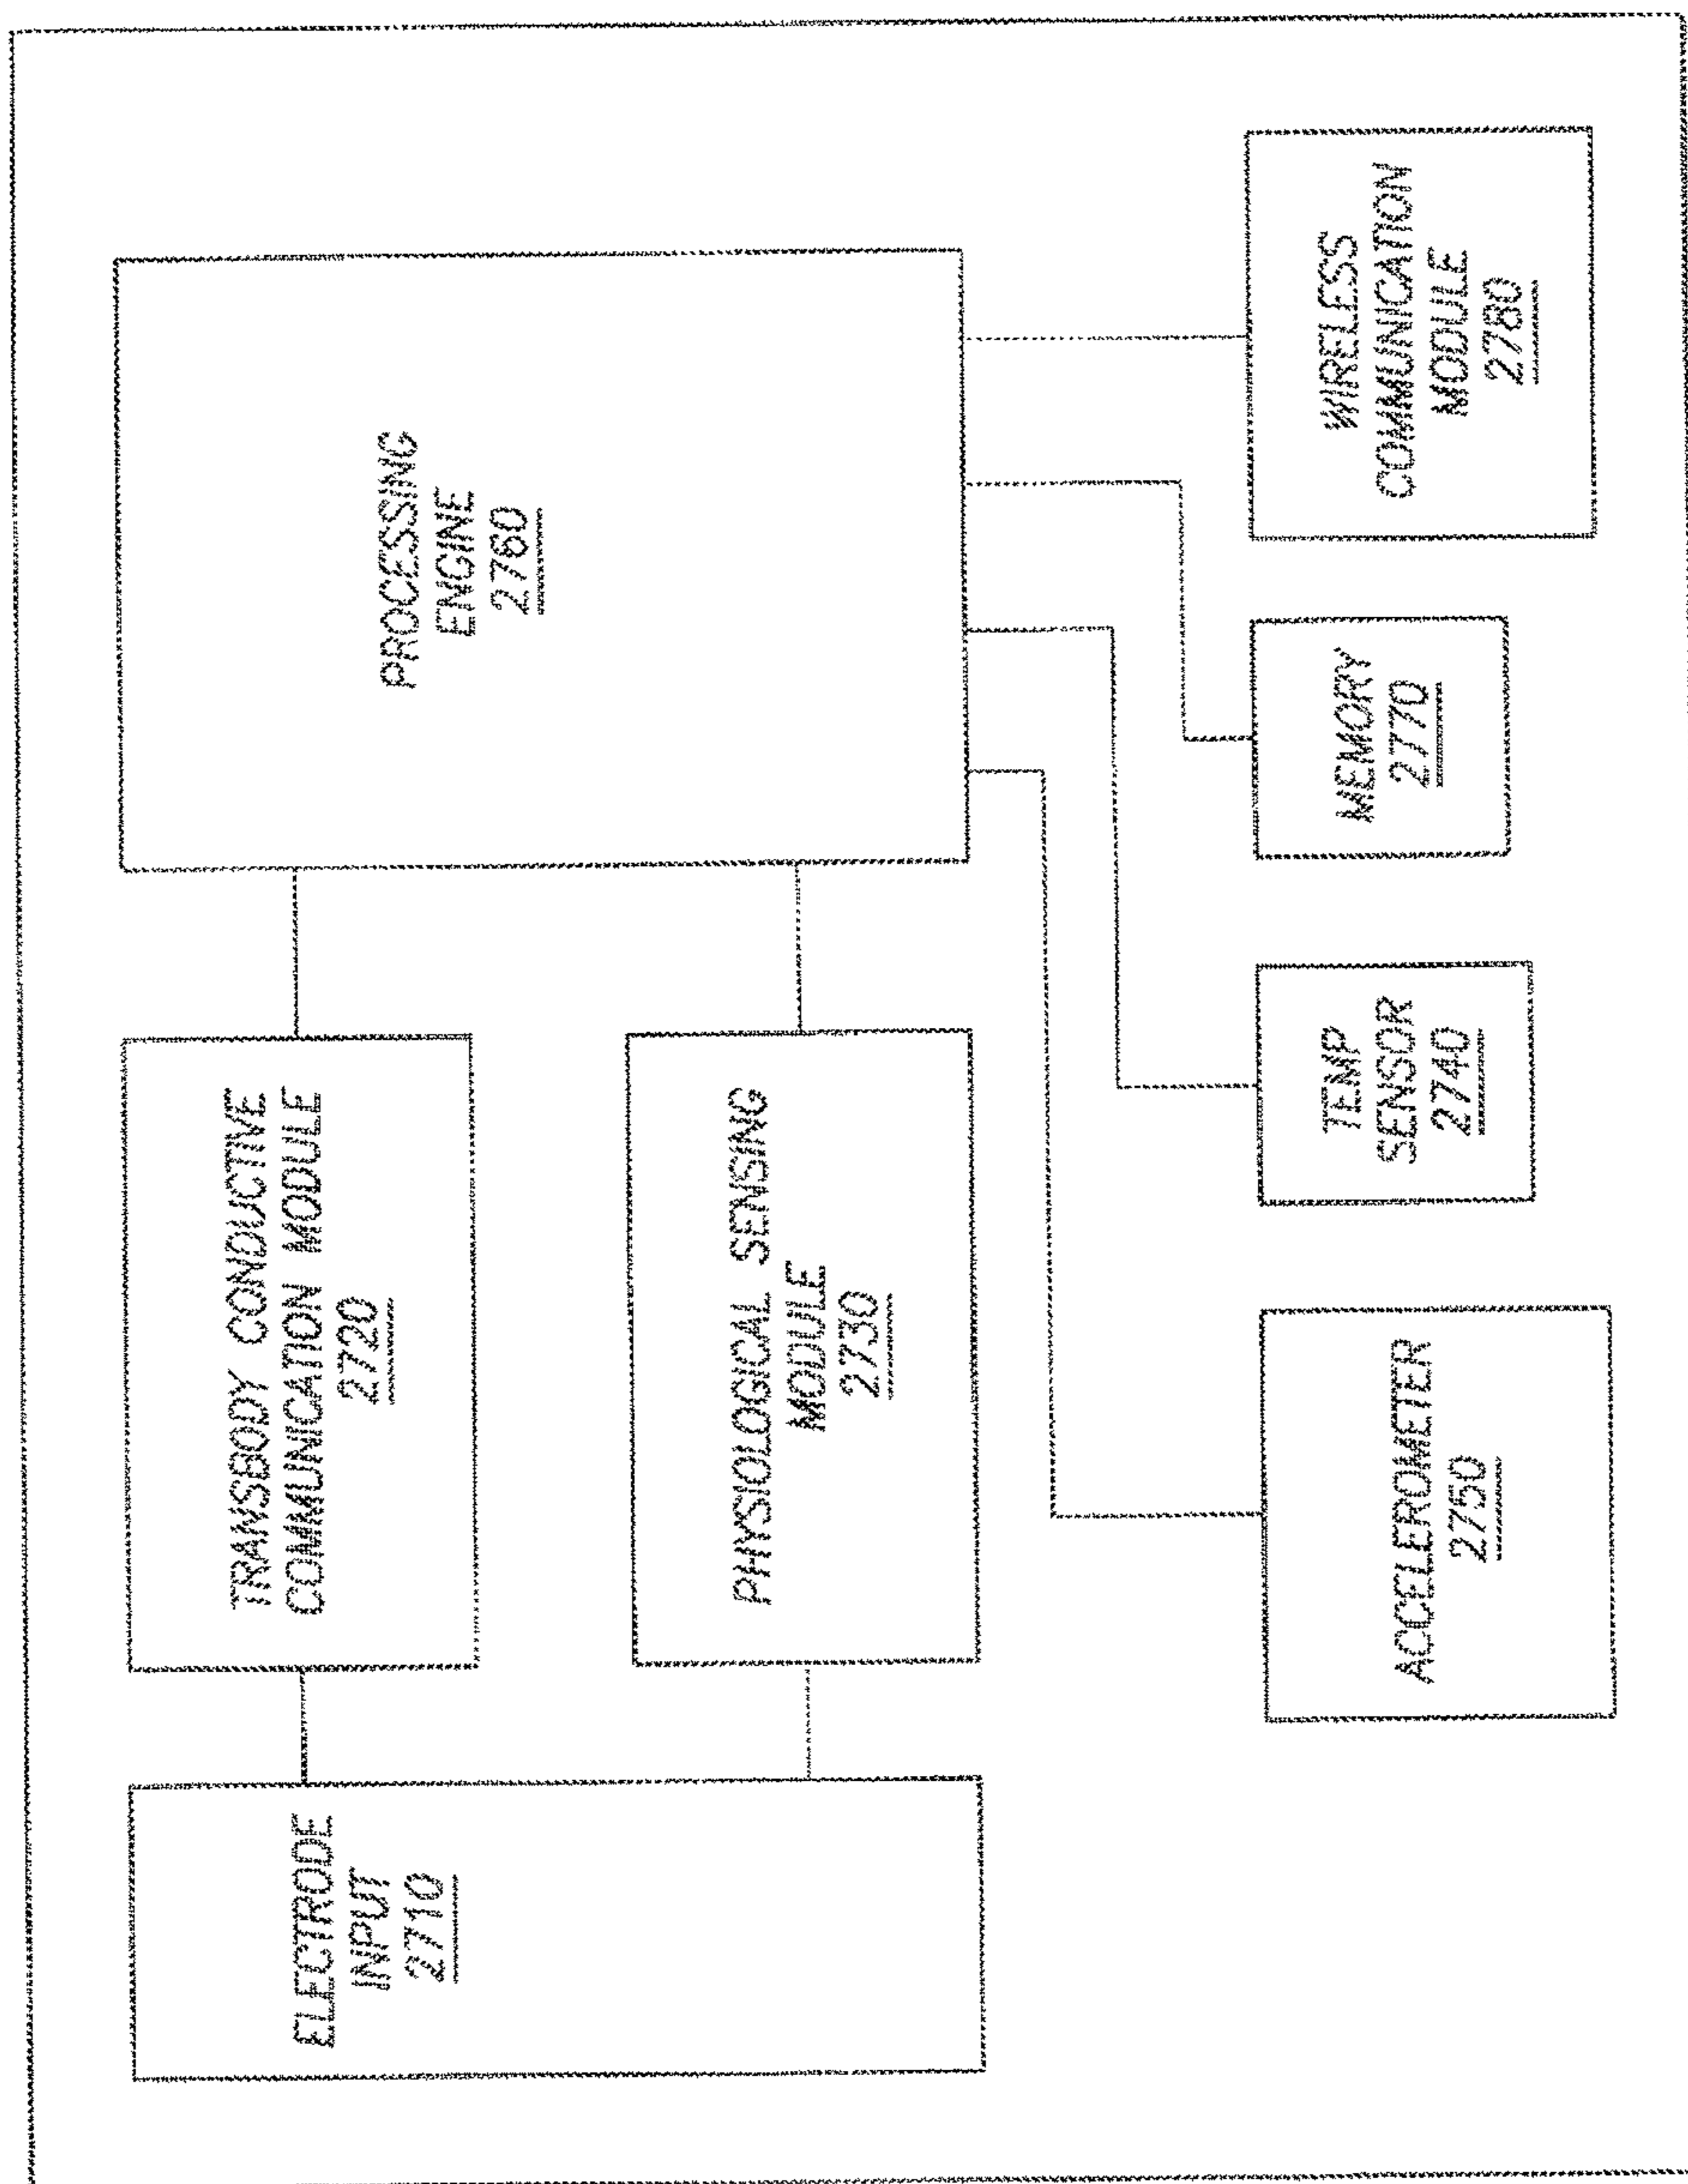 ELECTRODE
INPUT
2710
TRANSBODY CONDUCTIVE
COMMUNICATION MODULE
2720
PHYSIOLOGICAL SENSING
MODULE
2730
PROCESSING
ENGINE
2760
ACCELEROMETER
2750
TEMP
SENSOR
2740
MEMORY
2770
WIRELESS
COMMUNICATION
MODULE
2780